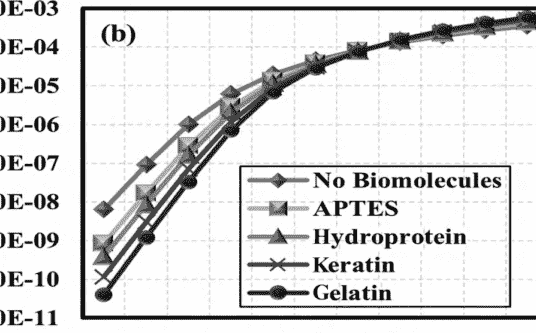 0E-03
(b)
0E-04
0E-05
0E-06
0E-07
0E-08
0E-09
0E-10
0E-11
No Biomolecules
APTES
Hydroprotein
Keratin
Gelatin